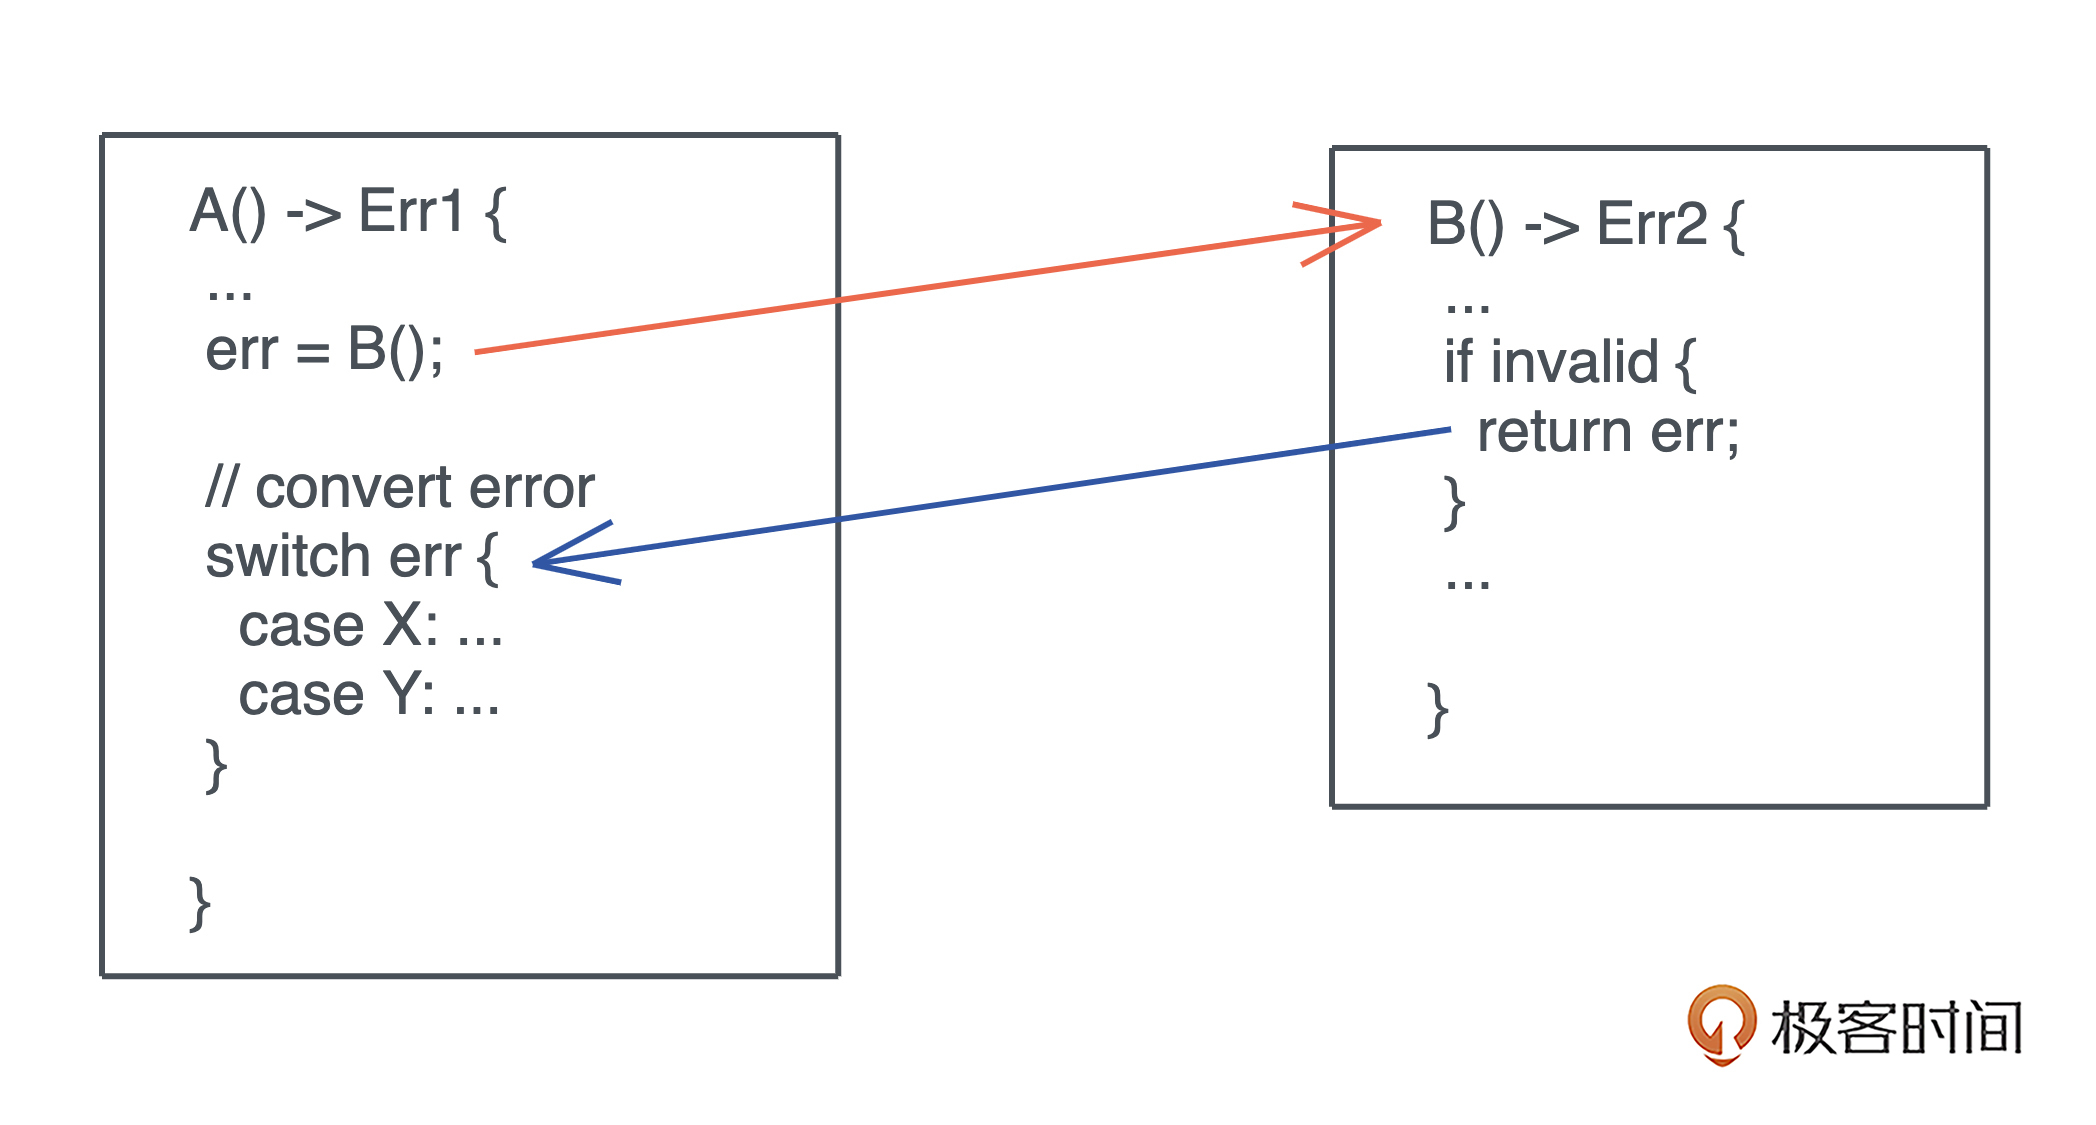 A() -> Err1 {
...
err = B();
// convert error
switch err {
case X: ...
case Y: ...
}
}
B() -> Err2 {
...
if invalid {
return err;
}
...
}
极客时间